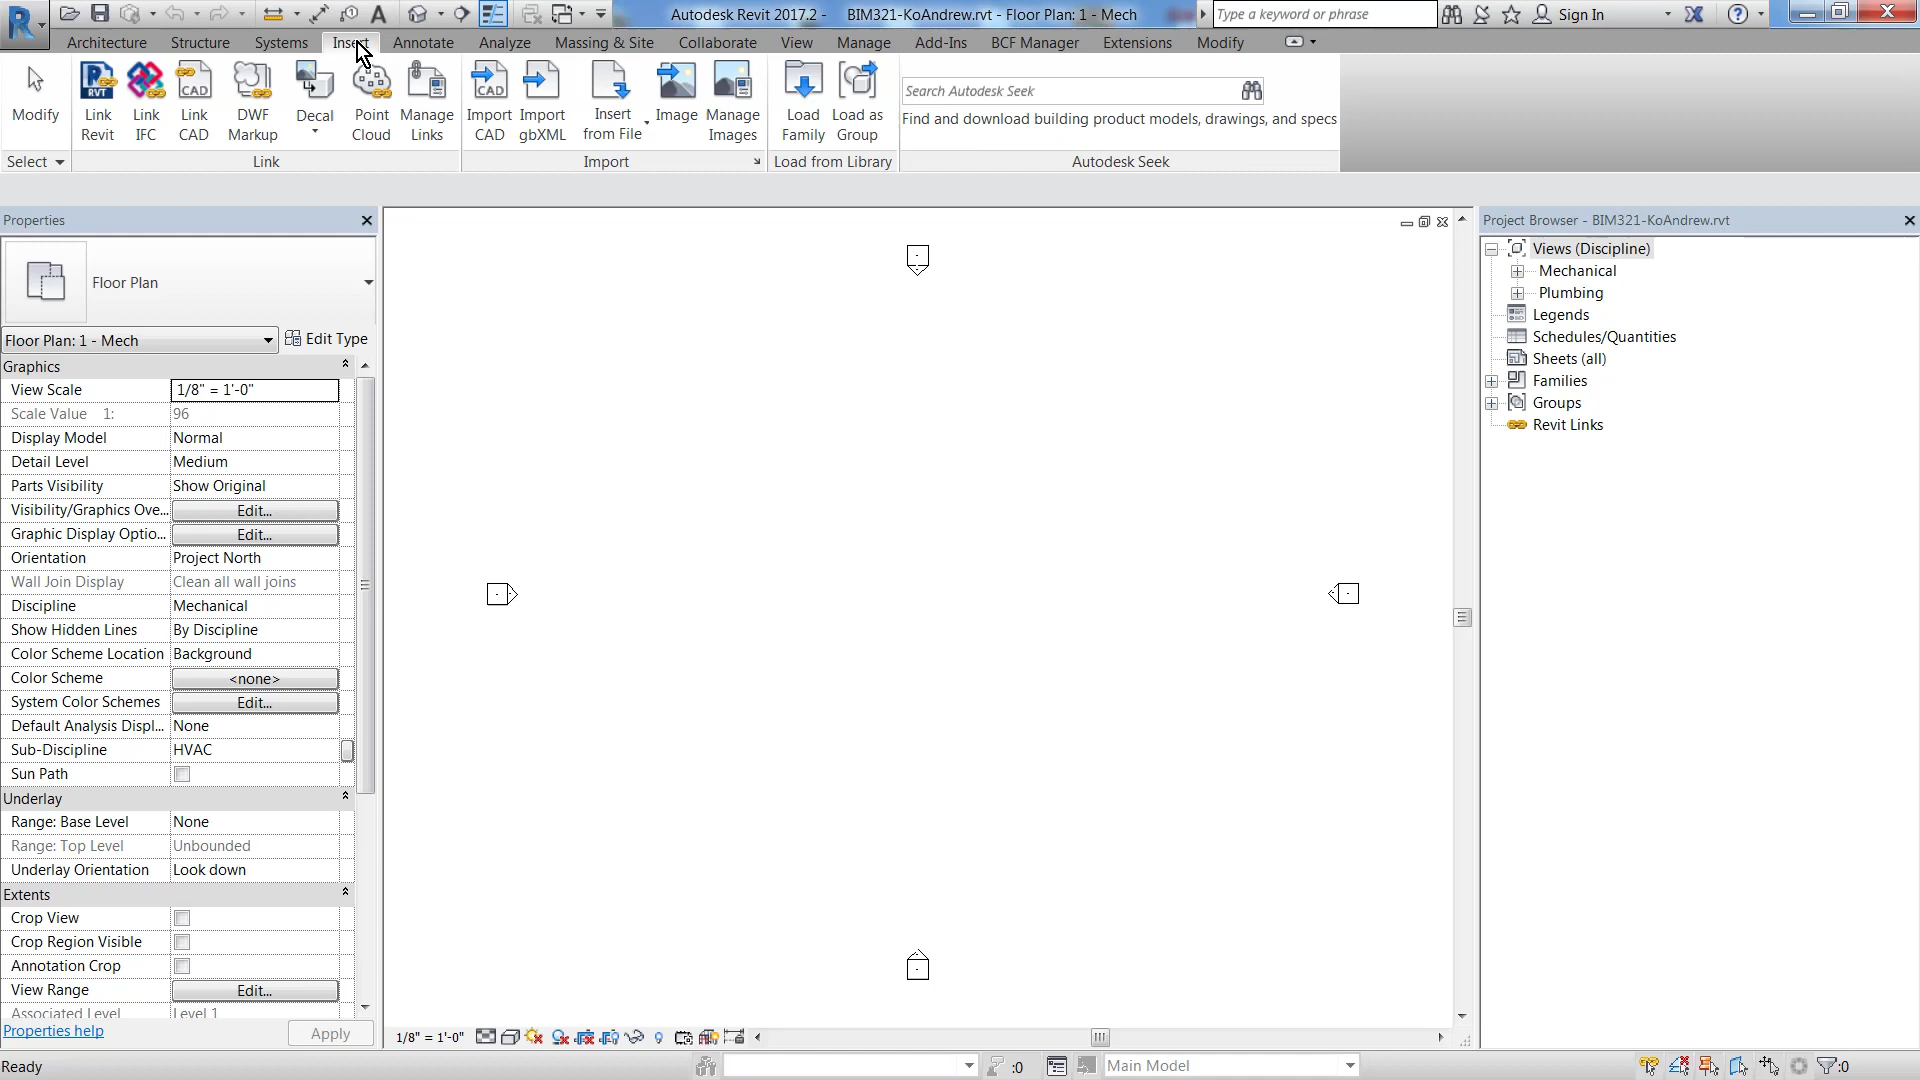 Autodesk Revit 2017.2 - BIM321-KoAndrew.rvt - Floor Plan: 1 - Mech
Type a keyword or phrase
Sign In
Architecture Structure Systems Insert Annotate Analyze Massing & Site Collaborate View Manage Add-Ins BCF Manager Extensions Modify
Modify
Link Revit
Link IFC
Link CAD
DWF Markup
Decal
Point Cloud
Manage Links
Import CAD
Import gbXML
Insert from File
Image
Manage Images
Load Family
Load as Group
Search Autodesk Seek
Find and download building product models, drawings, and specs
Select
Link
Import
Load from Library
Autodesk Seek
Properties
Floor Plan
Floor Plan: 1 - Mech
Edit Type
Graphics
View Scale 1/8" = 1'-0"
Scale Value 1: 96
Display Model Normal
Detail Level Medium
Parts Visibility Show Original
Visibility/Graphics Ove... Edit...
Graphic Display Optio... Edit...
Orientation Project North
Wall Join Display Clean all wall joins
Discipline Mechanical
Show Hidden Lines By Discipline
Color Scheme Location Background
Color Scheme <none>
System Color Schemes Edit...
Default Analysis Displ... None
Sub-Discipline HVAC
Sun Path
Underlay
Range: Base Level None
Range: Top Level Unbounded
Underlay Orientation Look down
Extents
Crop View
Crop Region Visible
Annotation Crop
View Range Edit...
Associated Level Level 1
Properties help
Apply
1/8" = 1'-0"
Project Browser - BIM321-KoAndrew.rvt
Views (Discipline)
Mechanical
Plumbing
Legends
Schedules/Quantities
Sheets (all)
Families
Groups
Revit Links
Ready
:0
Main Model
:0